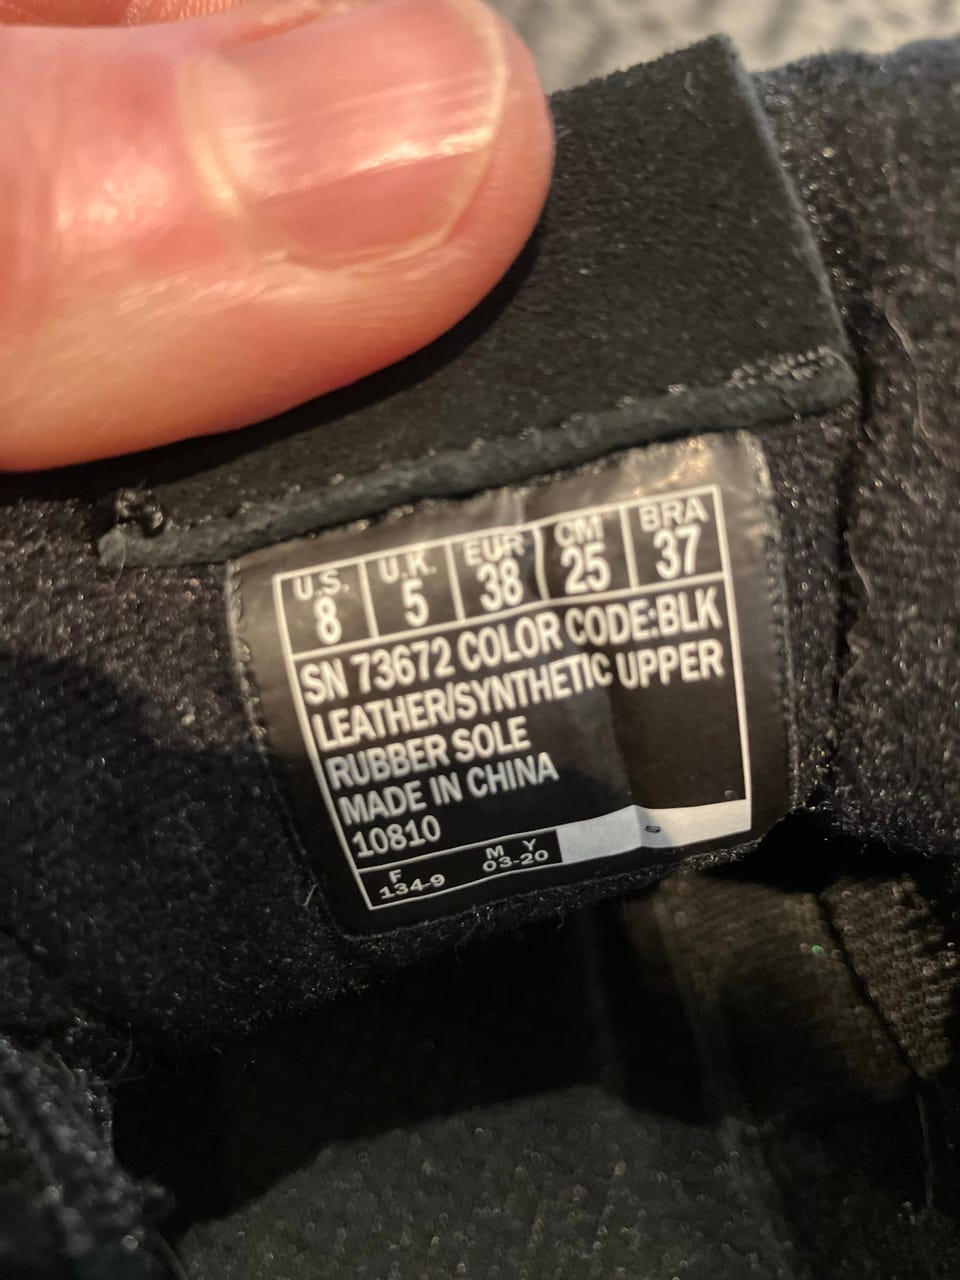 U.S. U.K. EUR CM BRA
8 5 38 25 37
SN 73672 COLOR CODE:BLK
LEATHER/SYNTHETIC UPPER
RUBBER SOLE
MADE IN CHINA
10810
F M Y
134-9 03-20